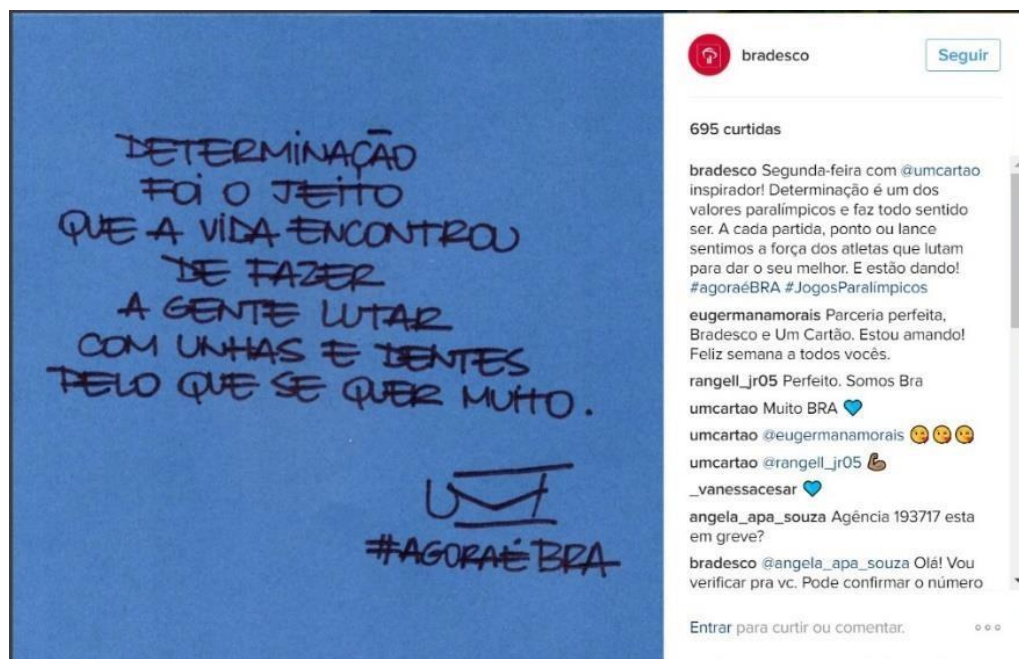 DETERMINAÇÃO
FOI O JEITO
QUE A VIDA ENCONTROU
DE FAZER
A GENTE LUTAR
COM UNHAS E DENTES
PELO QUE SE QUER MUITO.
UM
#AGORAÉBRA
bradesco
Seguir
695 curtidas
bradesco Segunda-feira com @umcartao
inspirador! Determinação é um dos
valores paralímpicos e faz todo sentido
ser. A cada partida, ponto ou lance
sentimos a força dos atletas que lutam
para dar o seu melhor. E estão dando!
#agoraéBRA #JogosParalímpicos
eugermanamorais Parceria perfeita,
Bradesco e Um Cartão. Estou amando!
Feliz semana a todos vocês.
rangell_jr05 Perfeito. Somos Bra
umcartao Muito BRA 💙
umcartao @eugermanamorais 😘😘😘
umcartao @rangell_jr05 💪🏾
_vanessacesar 💙
angela_apa_souza Agência 193717 esta
em greve?
bradesco @angela_apa_souza Olá! Vou
verificar pra vc. Pode confirmar o número
Entrar para curtir ou comentar.